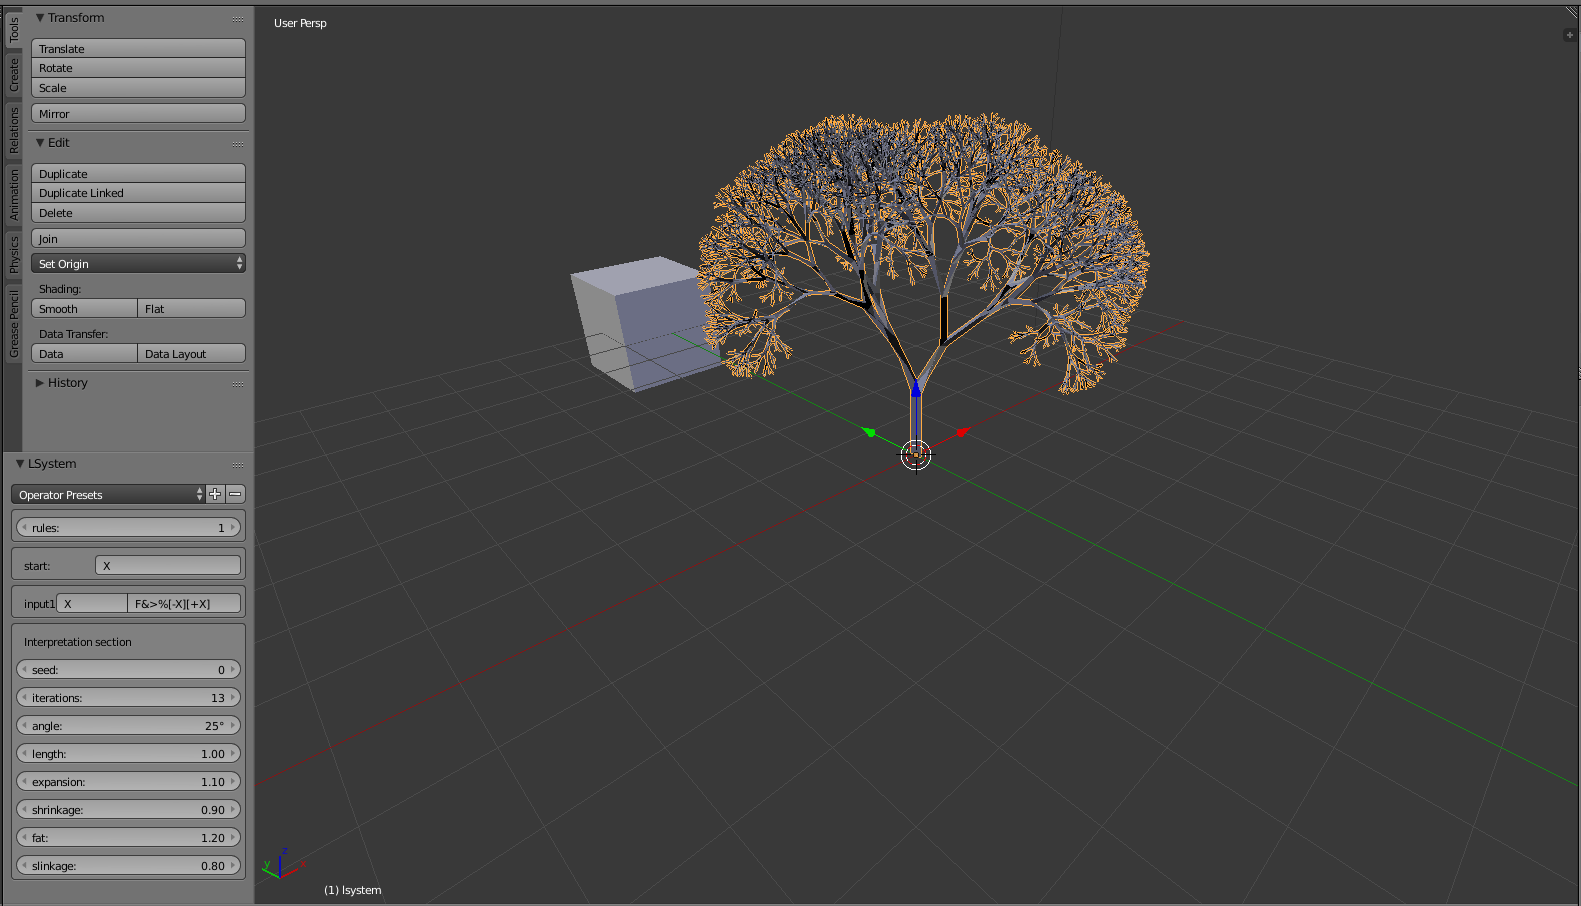 Tools
Create
Relations
Animation
Physics
Grease Pencil
Transform
Translate
Rotate
Scale
Mirror
Edit
Duplicate
Duplicate Linked
Delete
Join
Set Origin
Shading:
Smooth Flat
Data Transfer:
Data Data Layout
History
LSystem
Operator Presets
rules: 1
start: X
input1 X F&>%[-X][+X]
Interpretation section
seed: 0
iterations: 13
angle: 25°
length: 1.00
expansion: 1.10
shrinkage: 0.90
fat: 1.20
slinkage: 0.80
User Persp
z
y
x
(1) lsystem